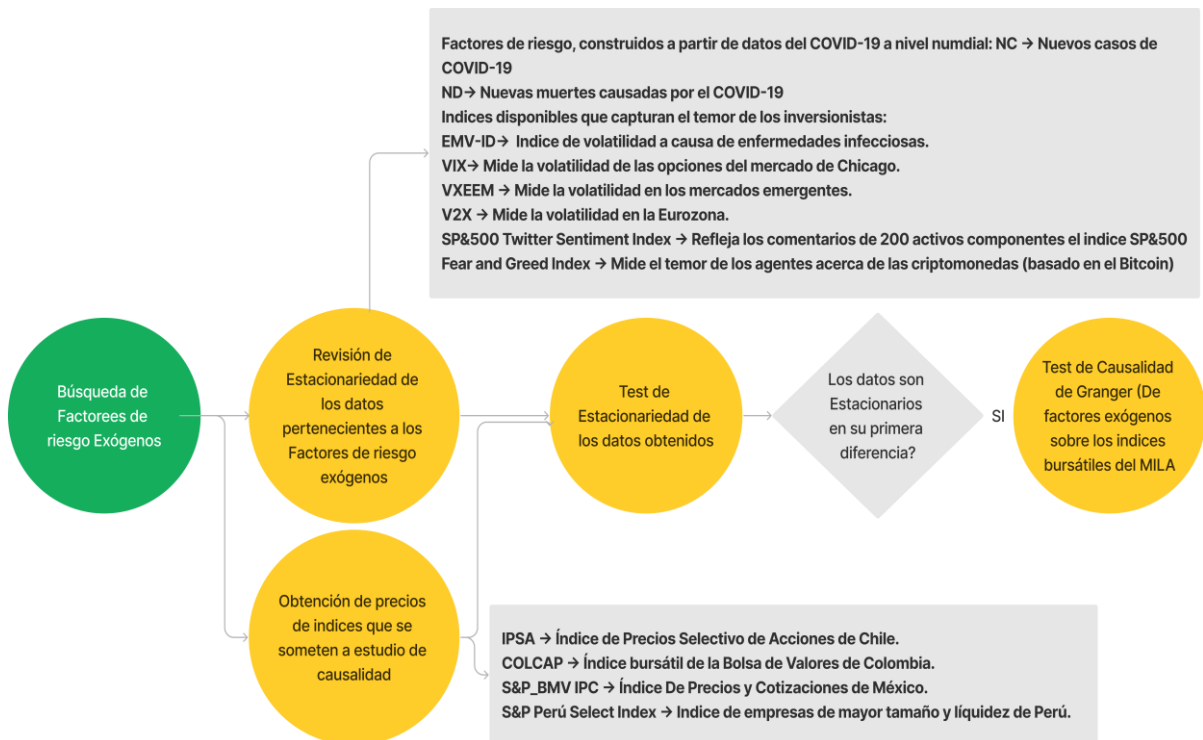 Factores de riesgo, construidos a partir de datos del COVID-19 a nivel numdial: NC → Nuevos casos de
COVID-19
ND→ Nuevas muertes causadas por el COVID-19
Indices disponibles que capturan el temor de los inversionistas:
EMV-ID→ Indice de volatilidad a causa de enfermedades infecciosas.
VIX→ Mide la volatilidad de las opciones del mercado de Chicago.
VXEEM → Mide la volatilidad en los mercados emergentes.
V2X → Mide la volatilidad en la Eurozona.
SP&500 Twitter Sentiment Index → Refleja los comentarios de 200 activos componentes el indice SP&500
Fear and Greed Index → Mide el temor de los agentes acerca de las criptomonedas (basado en el Bitcoin)
Búsqueda de
Factorees de
riesgo Exógenos
Revisión de
Estacionariedad de
los datos
pertenecientes a los
Factores de riesgo
exógenos
Test de
Estacionariedad de
los datos obtenidos
Los datos son
Estacionarios
en su primera
diferencia?
SI
Test de Causalidad
de Granger (De
factores exógenos
sobre los indices
bursátiles del MILA
Obtención de precios
de indices que se
someten a estudio de
causalidad
IPSA → Índice de Precios Selectivo de Acciones de Chile.
COLCAP → Índice bursátil de la Bolsa de Valores de Colombia.
S&P_BMV IPC → Índice De Precios y Cotizaciones de México.
S&P Perú Select Index → Indice de empresas de mayor tamaño y líquidez de Perú.